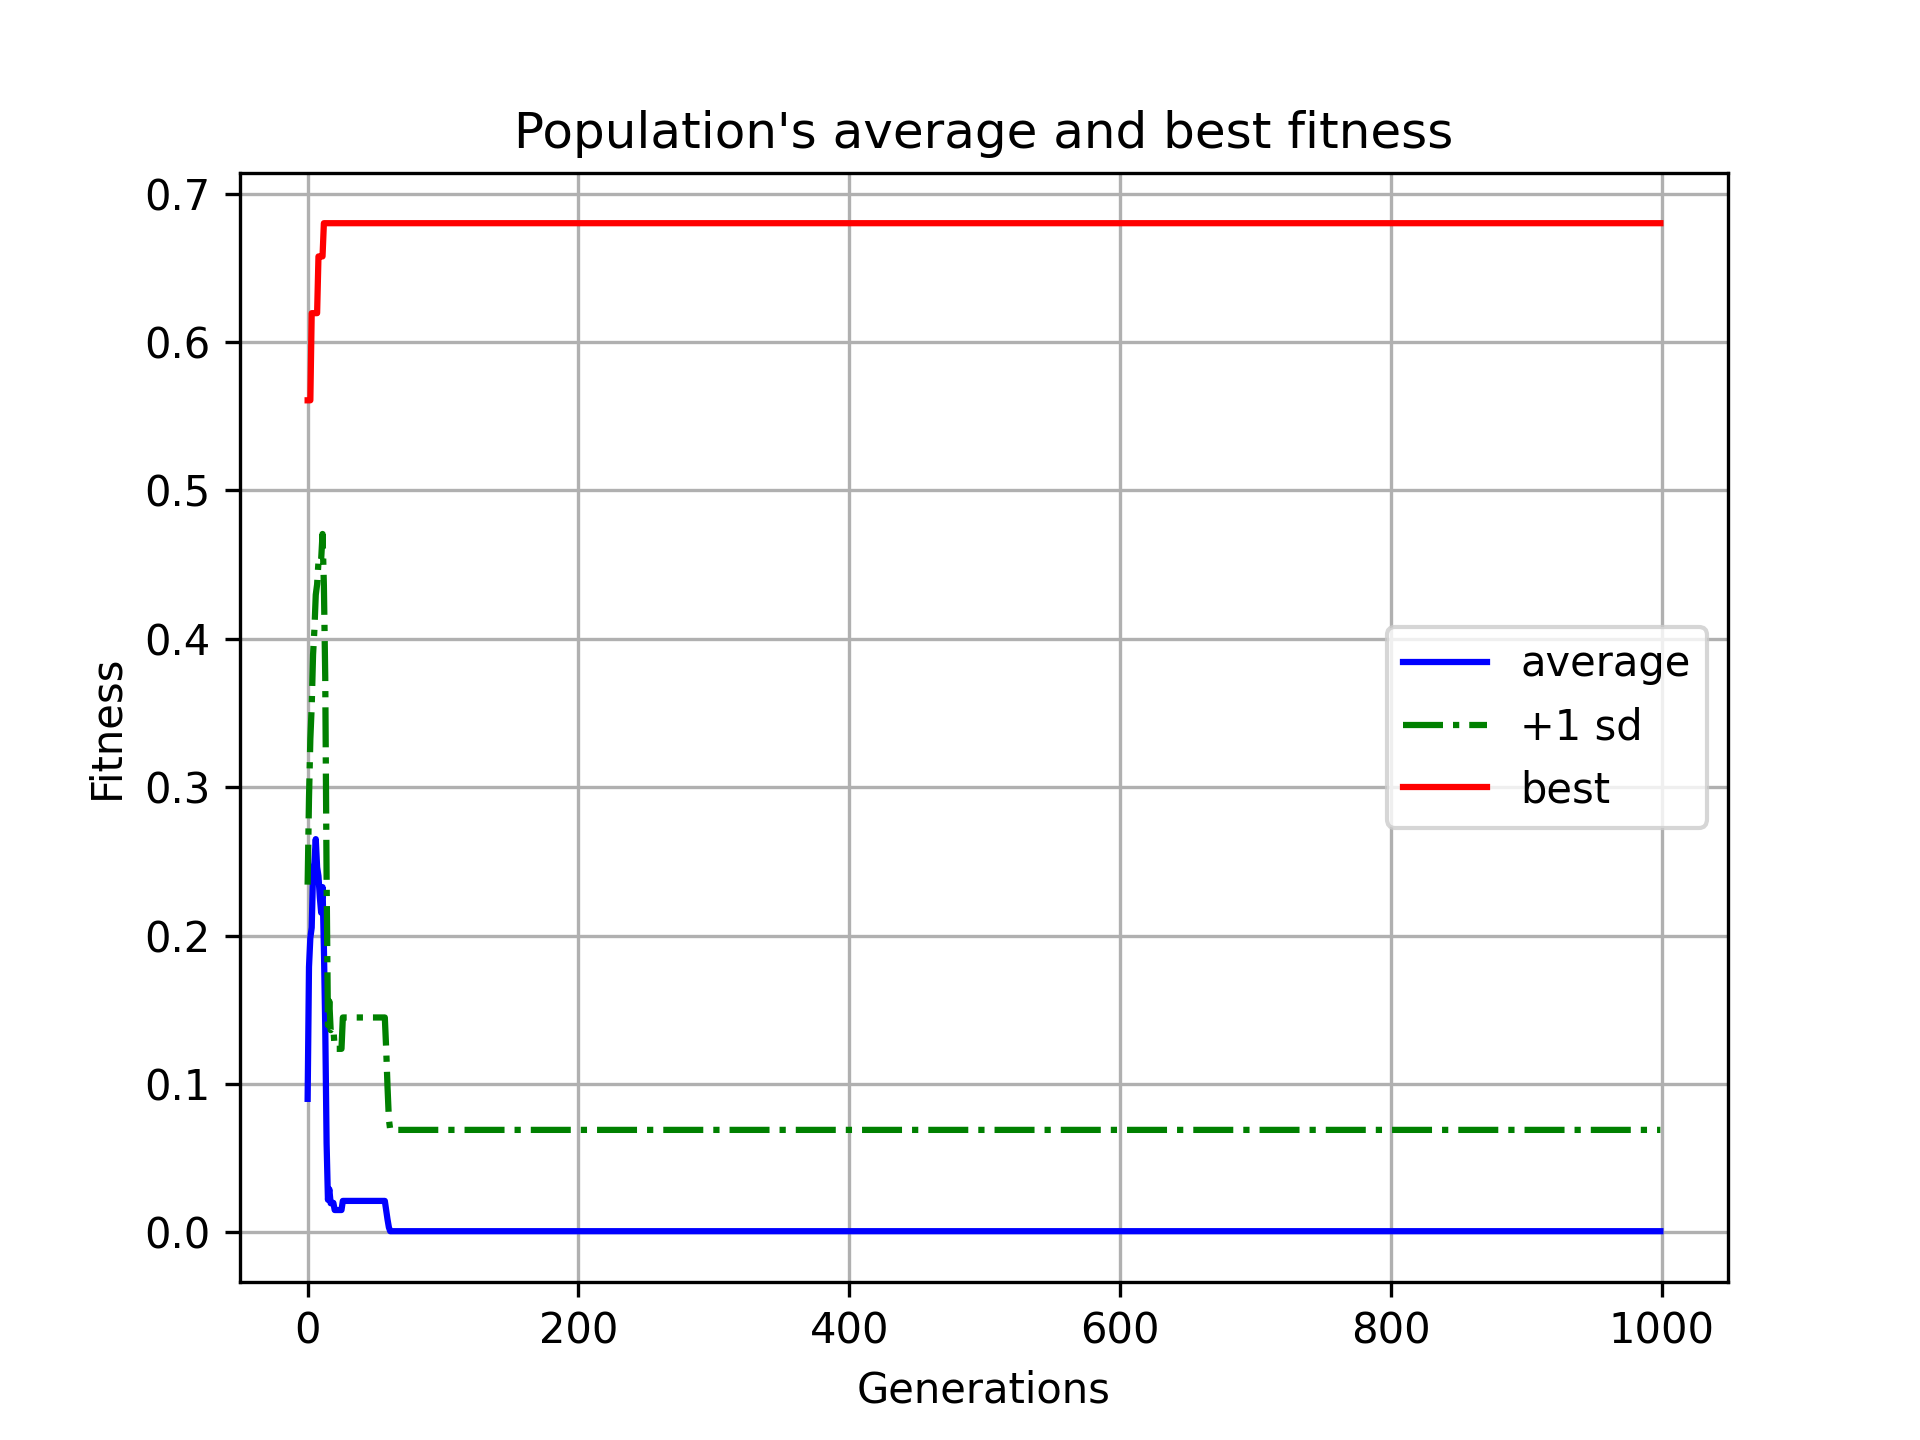 Population's average and best fitness
0.7
0.6
0.5
0.4
0.3
0.2
0.1
0.0
Fitness
average
+1 sd
best
0 200 400 600 800 1000
Generations